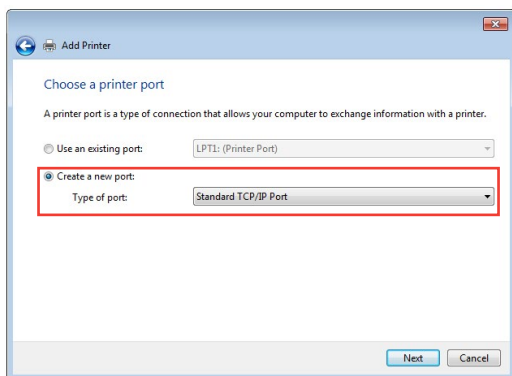 Add Printer
Choose a printer port
A printer port is a type of connection that allows your computer to exchange information with a printer.
Use an existing port: LPT1: (Printer Port)
Create a new port:
Type of port: Standard TCP/IP Port
Next Cancel